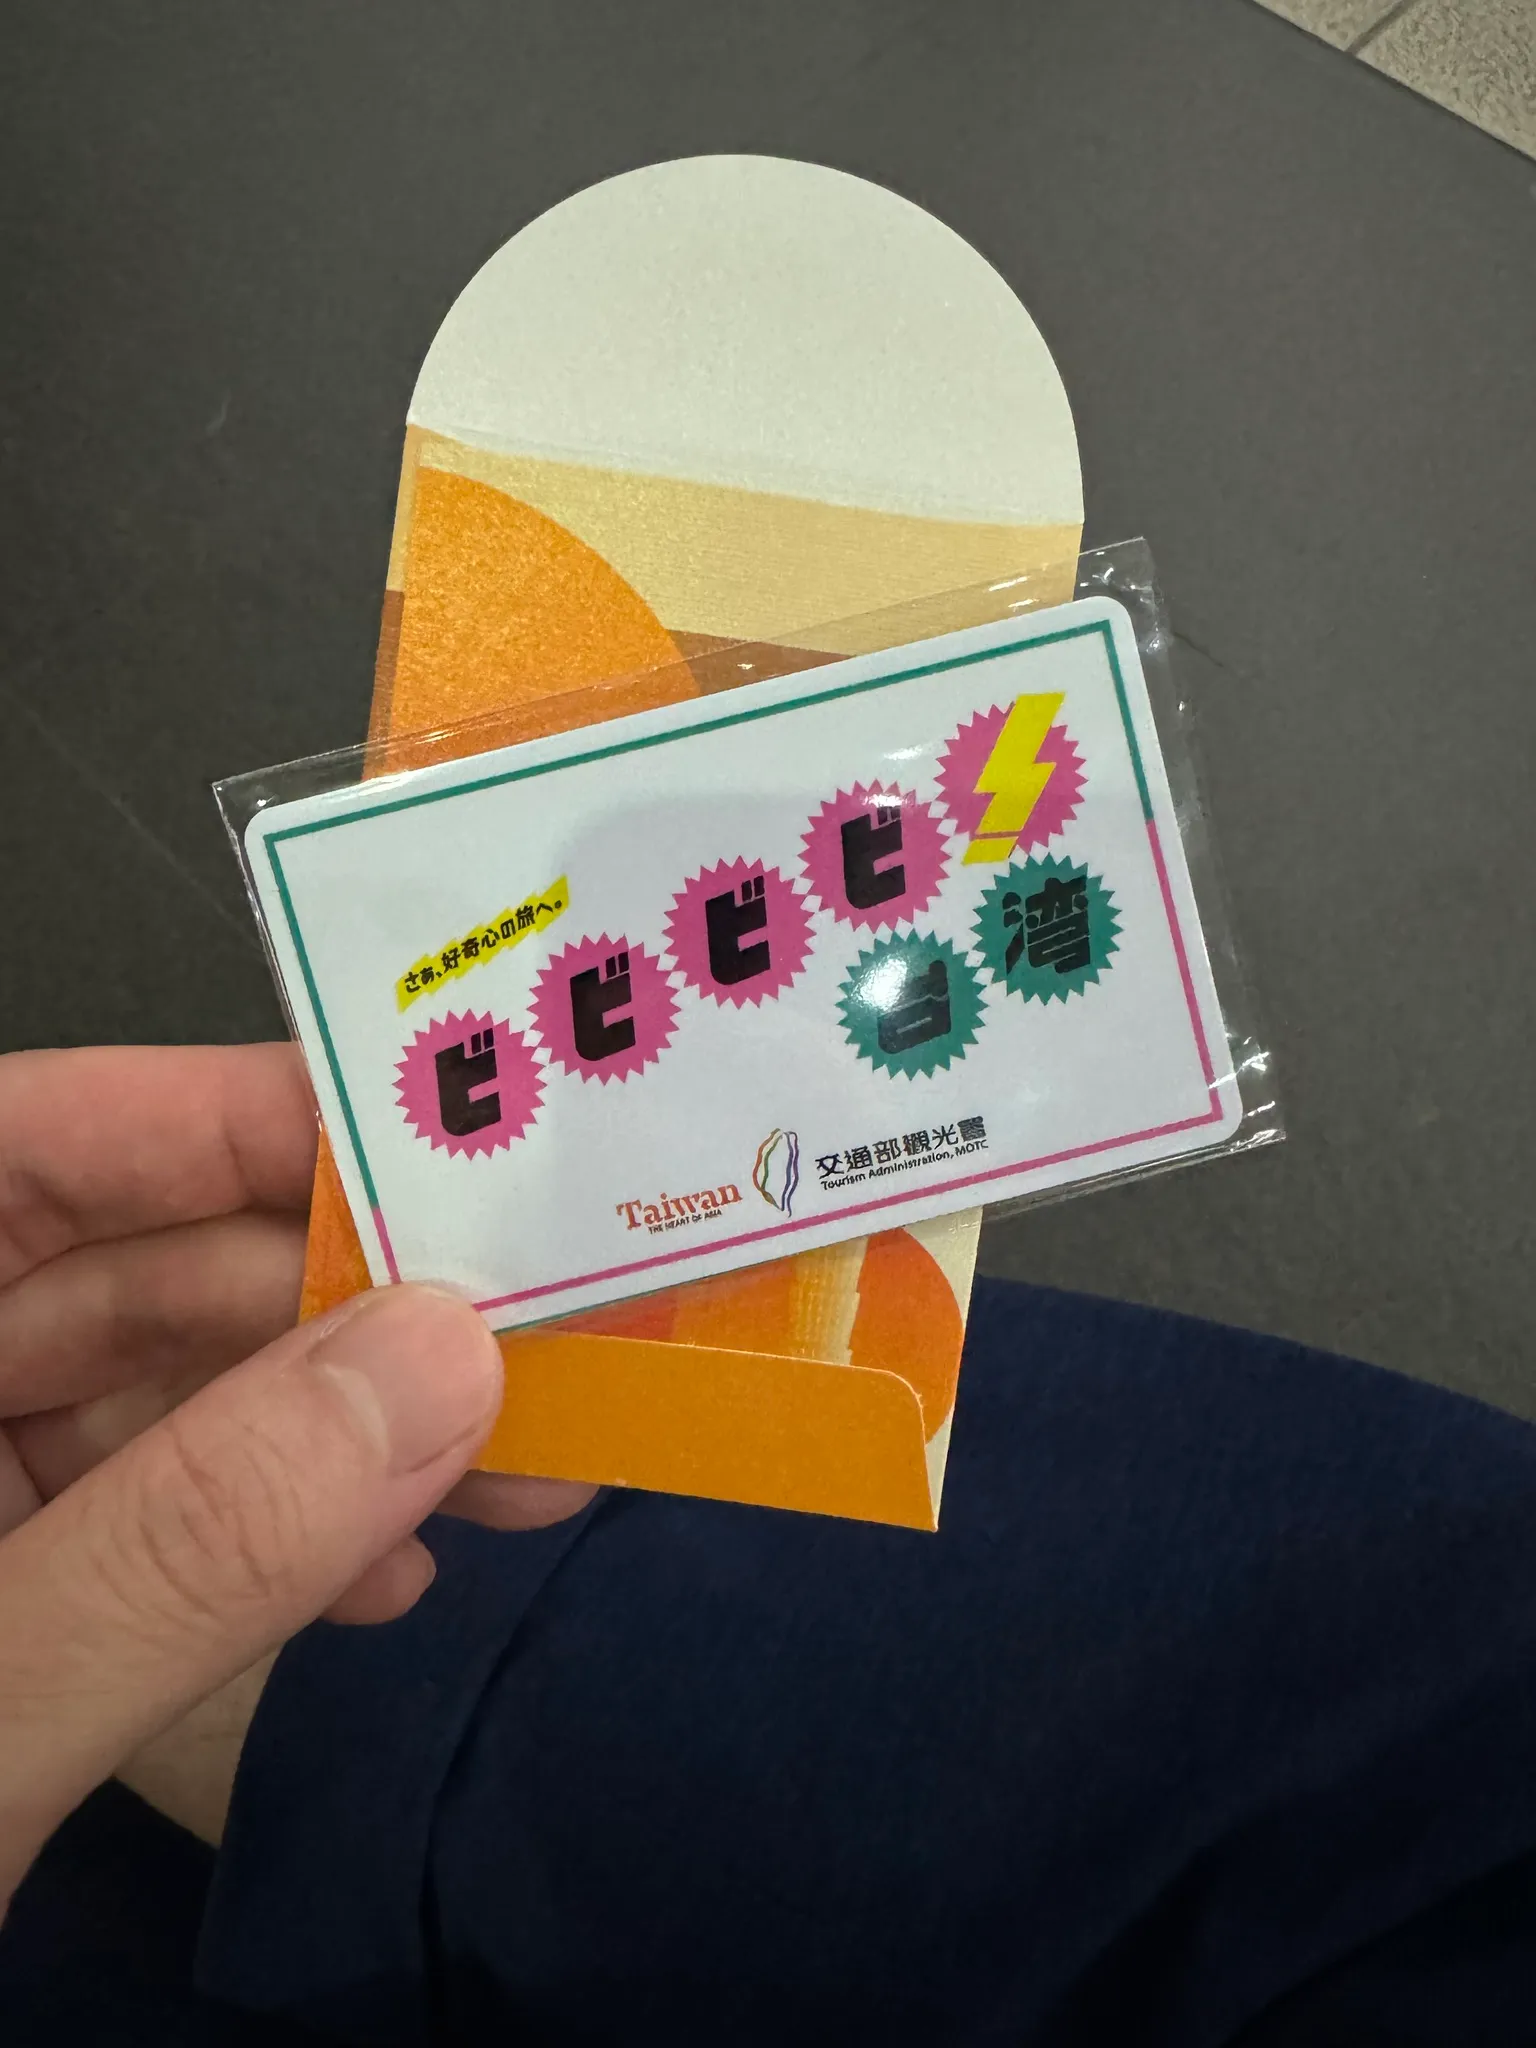 さあ、好奇心の旅へ。
ビビビビ!
台湾
Taiwan
THE HEART OF ASIA
交通部觀光署
Tourism Administration, MOTC